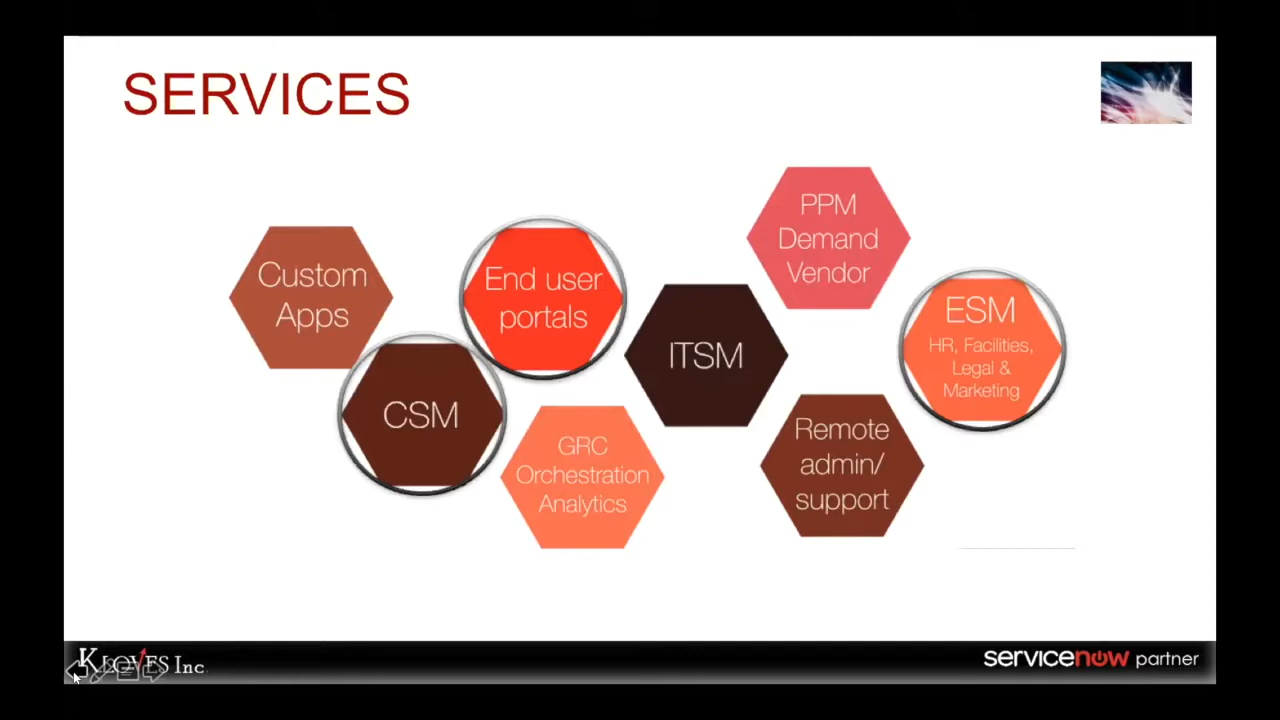 SERVICES
Custom
Apps
End user
portals
CSM
GRC
Orchestration
Analytics
ITSM
PPM
Demand
Vendor
Remote
admin/
support
ESM
HR, Facilities,
Legal &
Marketing
KLOVES Inc
servicenow partner